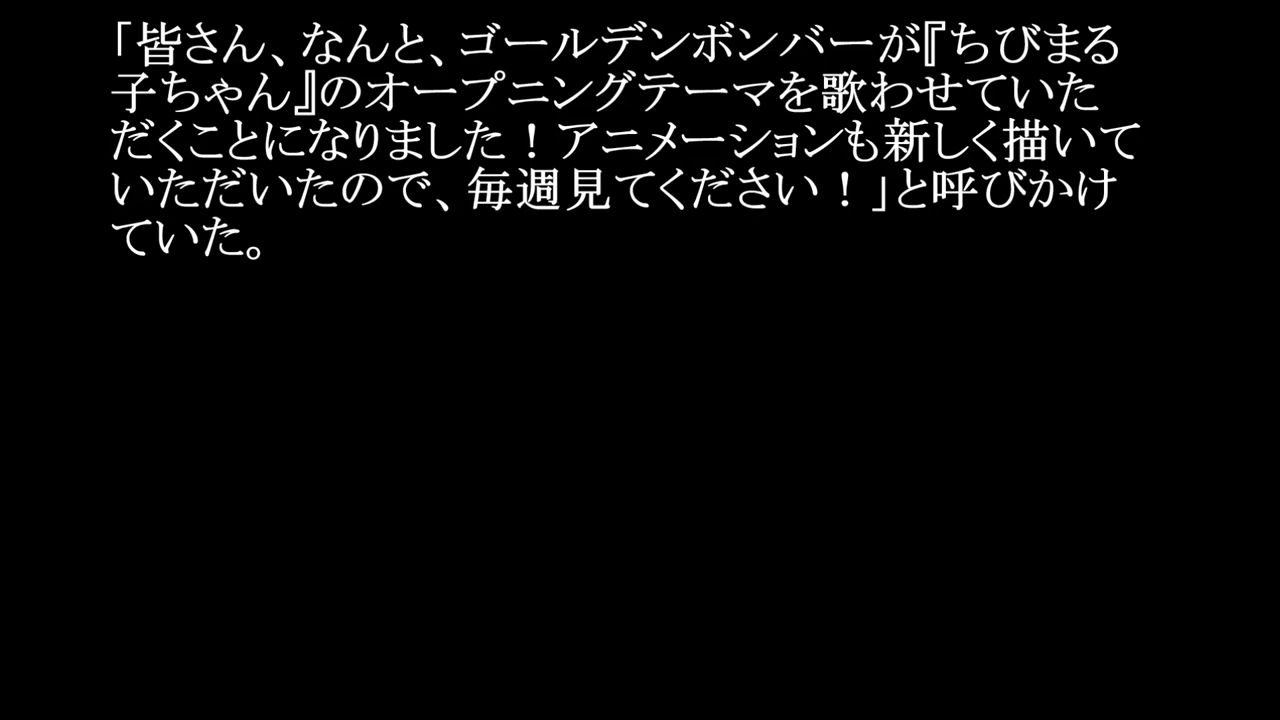 「皆さん、なんと、ゴールデンボンバーが『ちびまる
子ちゃん』のオープニングテーマを歌わせていた
だくことになりました！アニメーションも新しく描いて
いただいたので、毎週見てください！」と呼びかけ
ていた。